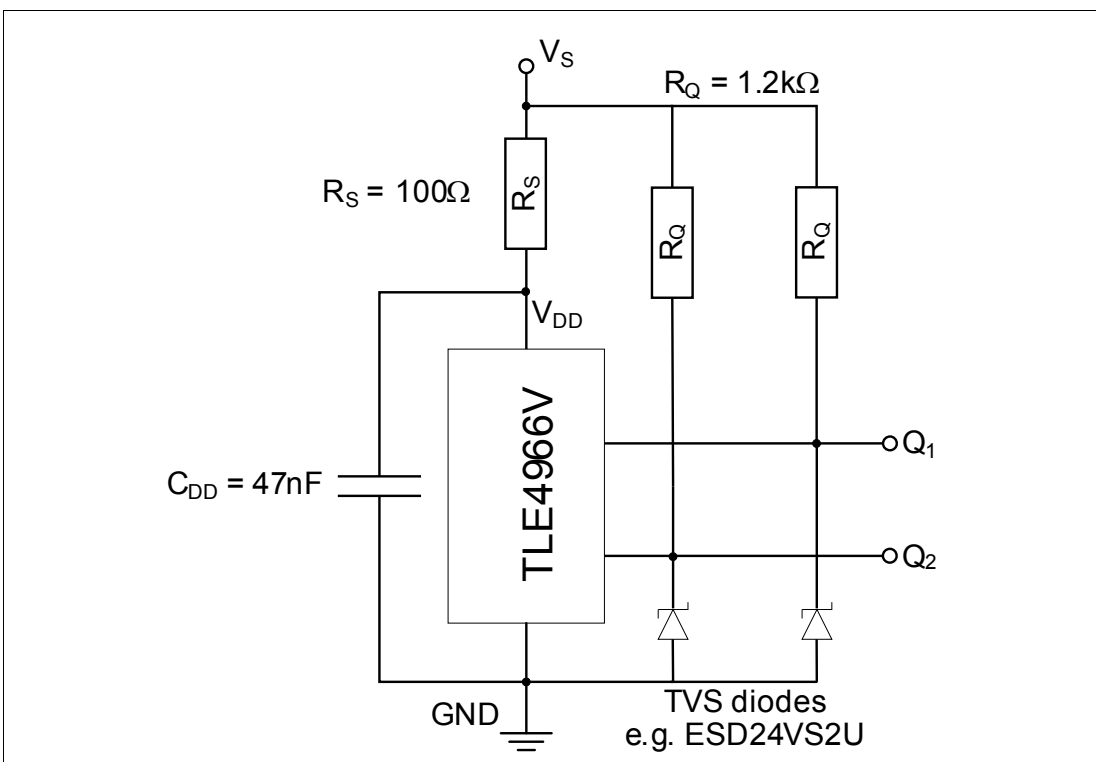 V_S
R_Q = 1.2kΩ
R_S = 100Ω
R_S
R_Q
R_Q
V_DD
TLE4966V
Q_1
C_DD = 47nF
Q_2
GND
TVS diodes
e.g. ESD24VS2U